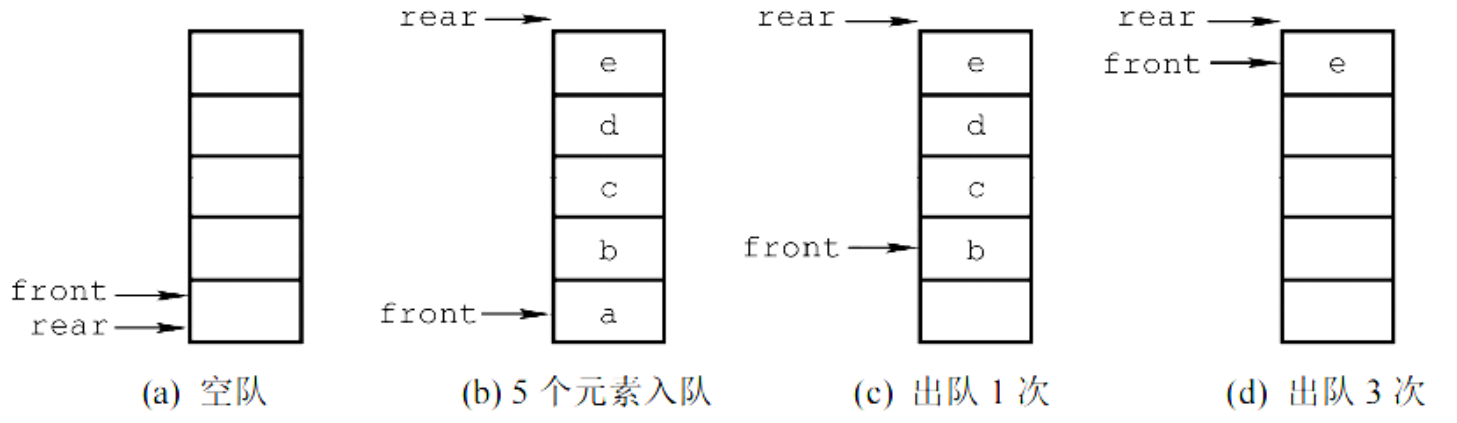 front
rear
(a) 空队
rear
e
d
c
b
front
a
(b) 5 个元素入队
rear
e
d
c
front
b
(c) 出队 1 次
rear
front
e
(d) 出队 3 次